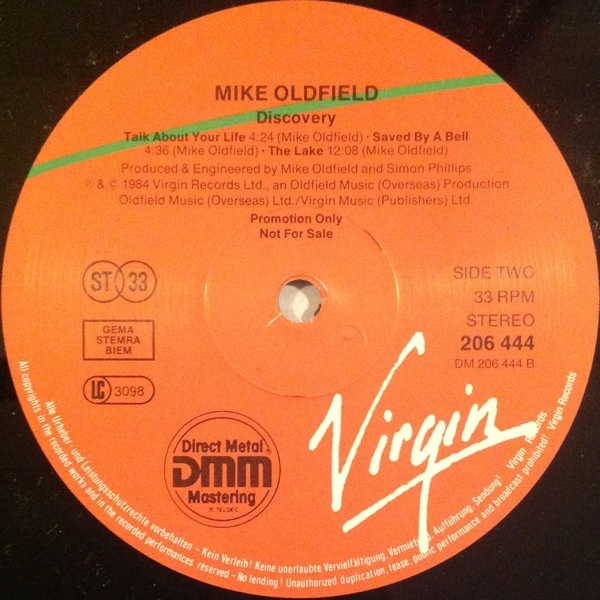 MIKE OLDFIELD
Discovery
Talk About Your Life 4:24 (Mike Oldfield) · Saved By A Bell
4:36 (Mike Oldfield) · The Lake 12:08 (Mike Oldfield)
Produced & Engineered by Mike Oldfield and Simon Phillips
℗ & © 1984 Virgin Records Ltd., an Oldfield Music (Overseas) Production
Oldfield Music (Overseas) Ltd./Virgin Music (Publishers) Ltd.
Promotion Only
Not For Sale
ST 33
SIDE TWO
33 RPM
STEREO
206 444
DM 206 444 B
GEMA
STEMRA
BIEM
LC 3098
Direct Metal
DMM
Mastering
TELDEC
Virgin
Alle Urheber- und Leistungsschutzrechte vorbehalten – Kein Verleih! Keine unerlaubte Vervielfältigung, Vermietung, Aufführung, Sendung! Virgin Records
All copyrights in the recorded works and in the recorded performances reserved – No lending! Unauthorized duplication, lease, public performance and broadcast prohibited! Virgin Records